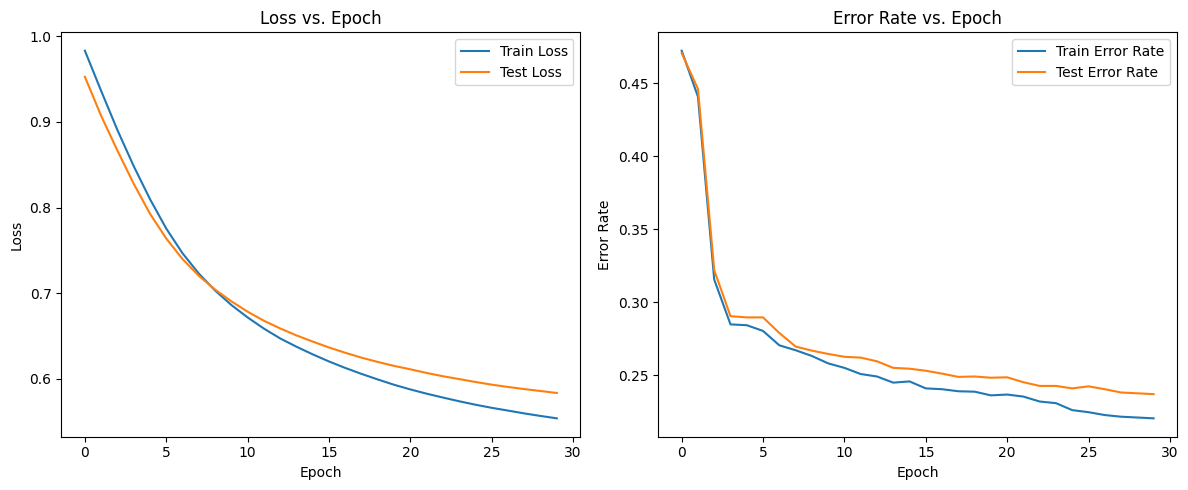 Loss vs. Epoch
1.0
0.9
0.8
0.7
0.6
Loss
0
5
10
15
20
25
30
Epoch
Train Loss
Test Loss
Error Rate vs. Epoch
0.45
0.40
0.35
0.30
0.25
Error Rate
0
5
10
15
20
25
30
Epoch
Train Error Rate
Test Error Rate